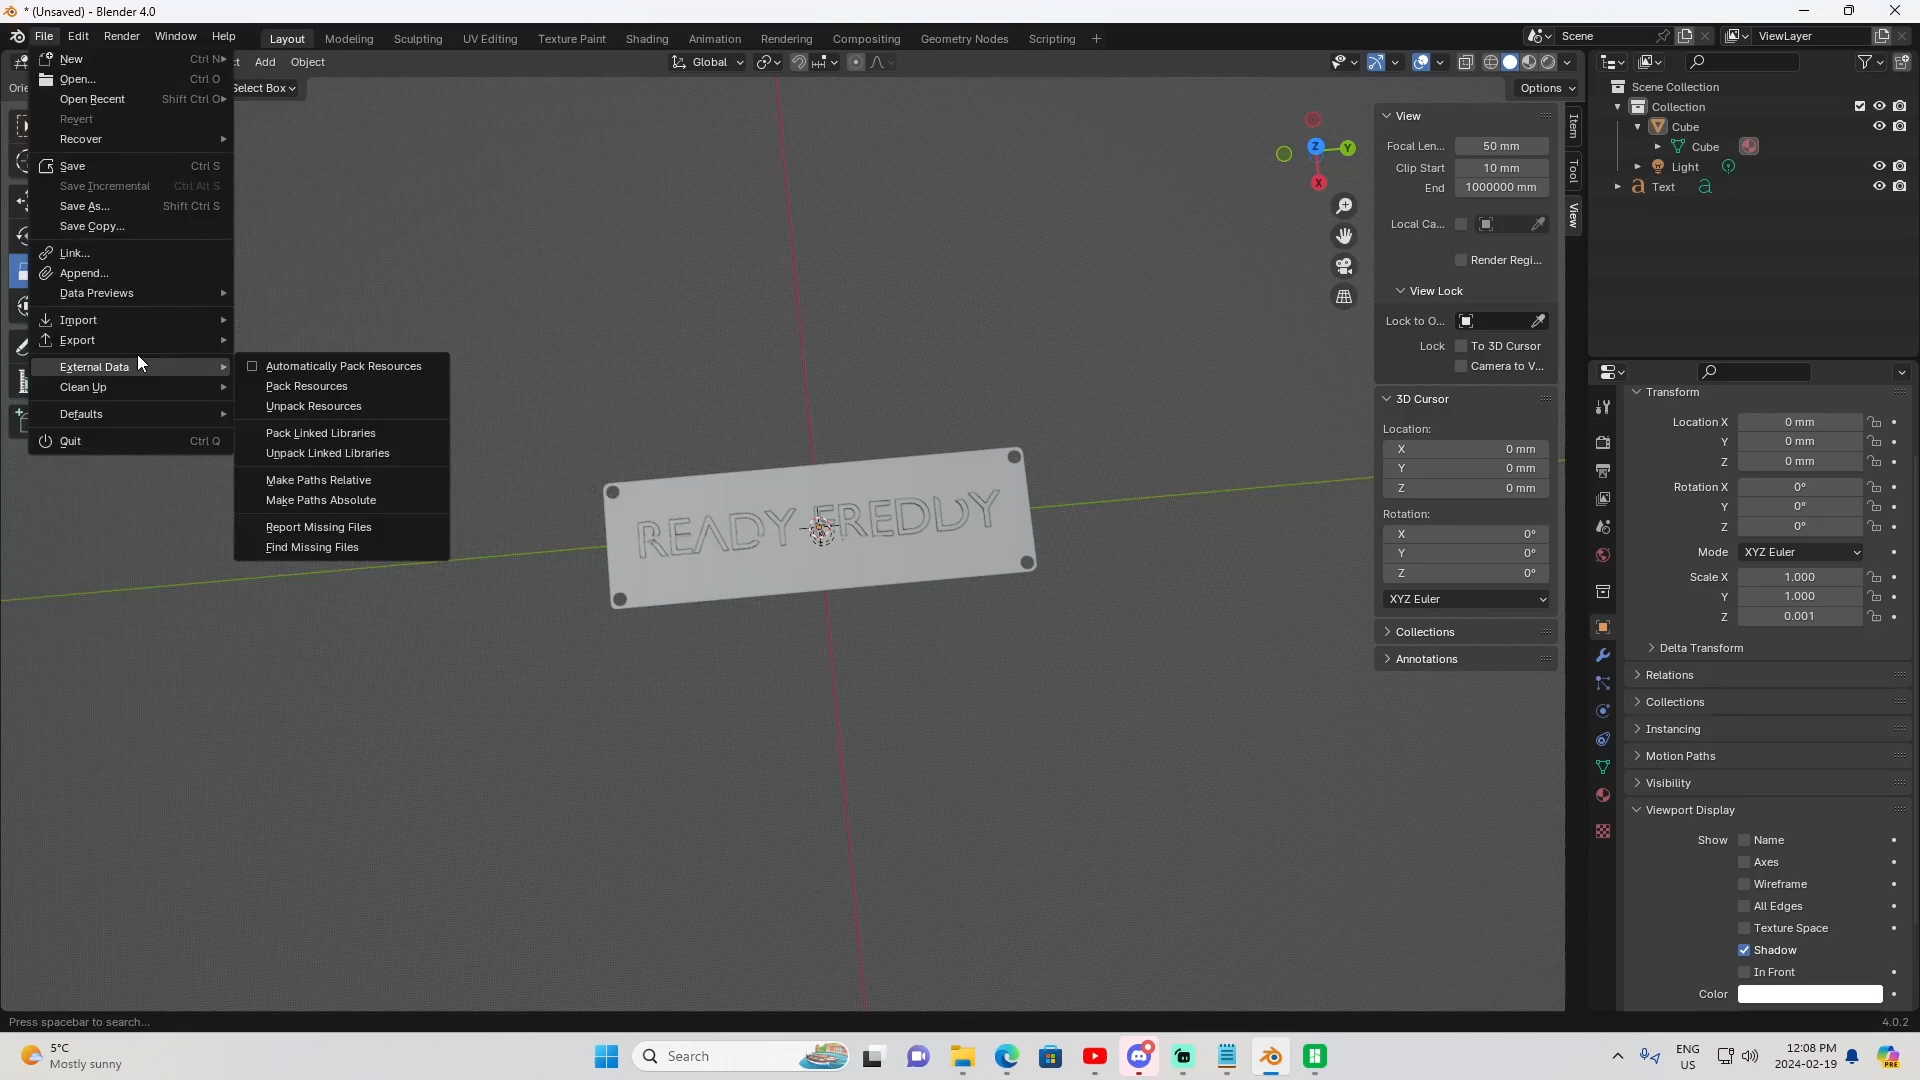 * (Unsaved) - Blender 4.0
File Edit Render Window Help Layout Modeling Sculpting UV Editing Texture Paint Shading Animation Rendering Compositing Geometry Nodes Scripting + Scene ViewLayer
New Ctrl N
Open... Ctrl O
Open Recent Shift Ctrl O
Revert
Recover
Save Ctrl S
Save Incremental Ctrl Alt S
Save As... Shift Ctrl S
Save Copy...
Link...
Append...
Data Previews
Import
Export
External Data
Clean Up
Defaults
Quit Ctrl Q
Automatically Pack Resources
Pack Resources
Unpack Resources
Pack Linked Libraries
Unpack Linked Libraries
Make Paths Relative
Make Paths Absolute
Report Missing Files
Find Missing Files
Add Object Global
Select Box
Options
READY FREDDY
X
Y
Z
View
Focal Len... 50 mm
Clip Start 10 mm
End 1000000 mm
Local Ca...
Render Regi...
View Lock
Lock to O...
Lock To 3D Cursor
Camera to V...
3D Cursor
Location:
X 0 mm
Y 0 mm
Z 0 mm
Rotation:
X 0°
Y 0°
Z 0°
XYZ Euler
Collections
Annotations
Item
Tool
View
Scene Collection
Collection
Cube
Cube
Light
Text
Transform
Location X 0 mm
Y 0 mm
Z 0 mm
Rotation X 0°
Y 0°
Z 0°
Mode XYZ Euler
Scale X 1.000
Y 1.000
Z 0.001
Delta Transform
Relations
Collections
Instancing
Motion Paths
Visibility
Viewport Display
Show Name
Axes
Wireframe
All Edges
Texture Space
Shadow
In Front
Color
Press spacebar to search...
4.0.2
5°C
Mostly sunny
Search
ENG
US
12:08 PM
2024-02-19
PRE